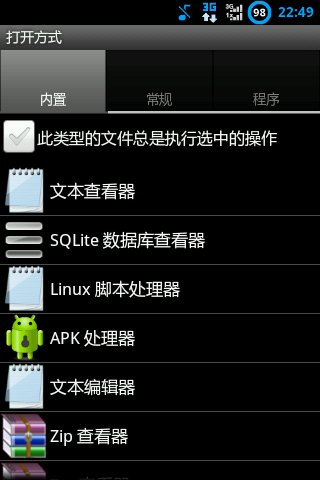 3G 3G 1X 98 22:49
打开方式
内置 常规 程序
此类型的文件总是执行选中的操作
文本查看器
SQLite 数据库查看器
Linux 脚本处理器
APK 处理器
文本编辑器
Zip 查看器